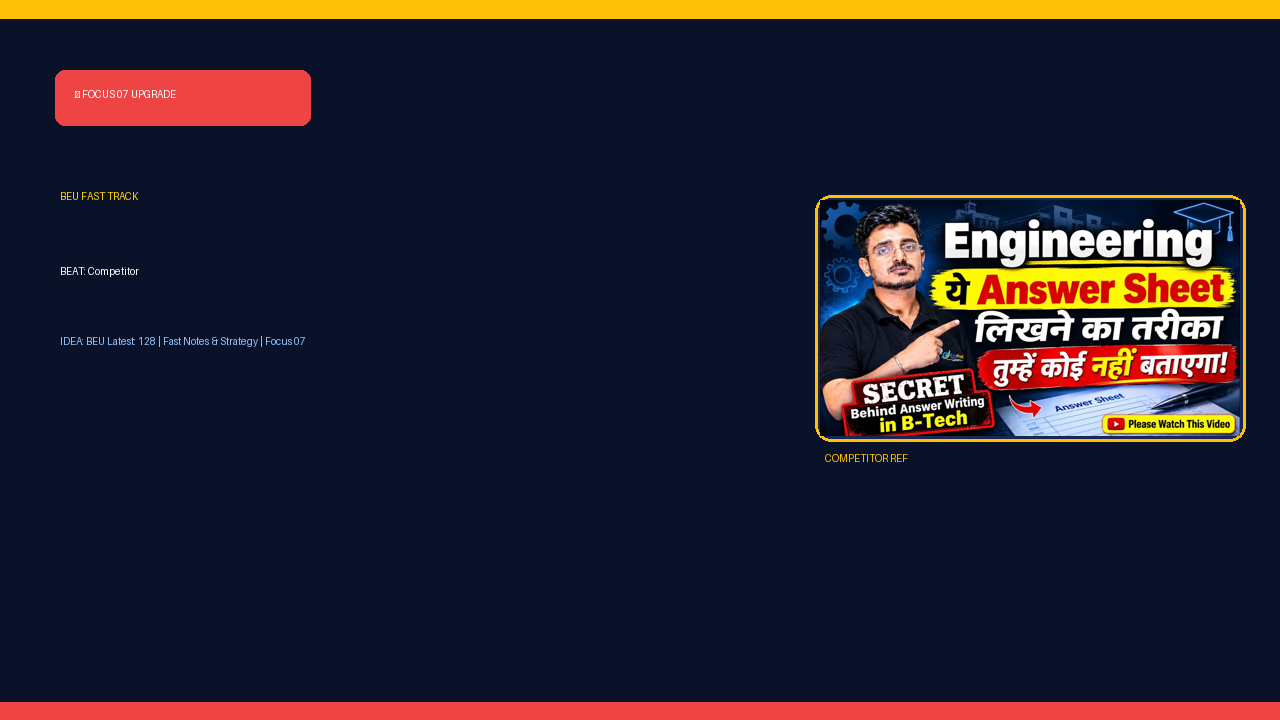 FOCUS 07 UPGRADE
BEU FAST TRACK
BEAT: Competitor
IDEA: BEU Latest: 128 | Fast Notes & Strategy | Focus 07
Engineering
ये Answer Sheet
लिखने का तरीका
तुम्हें कोई नहीं बताएगा!
SECRET
Behind Answer Writing
in B-Tech
Answer Sheet
Please Watch This Video
COMPETITOR REF